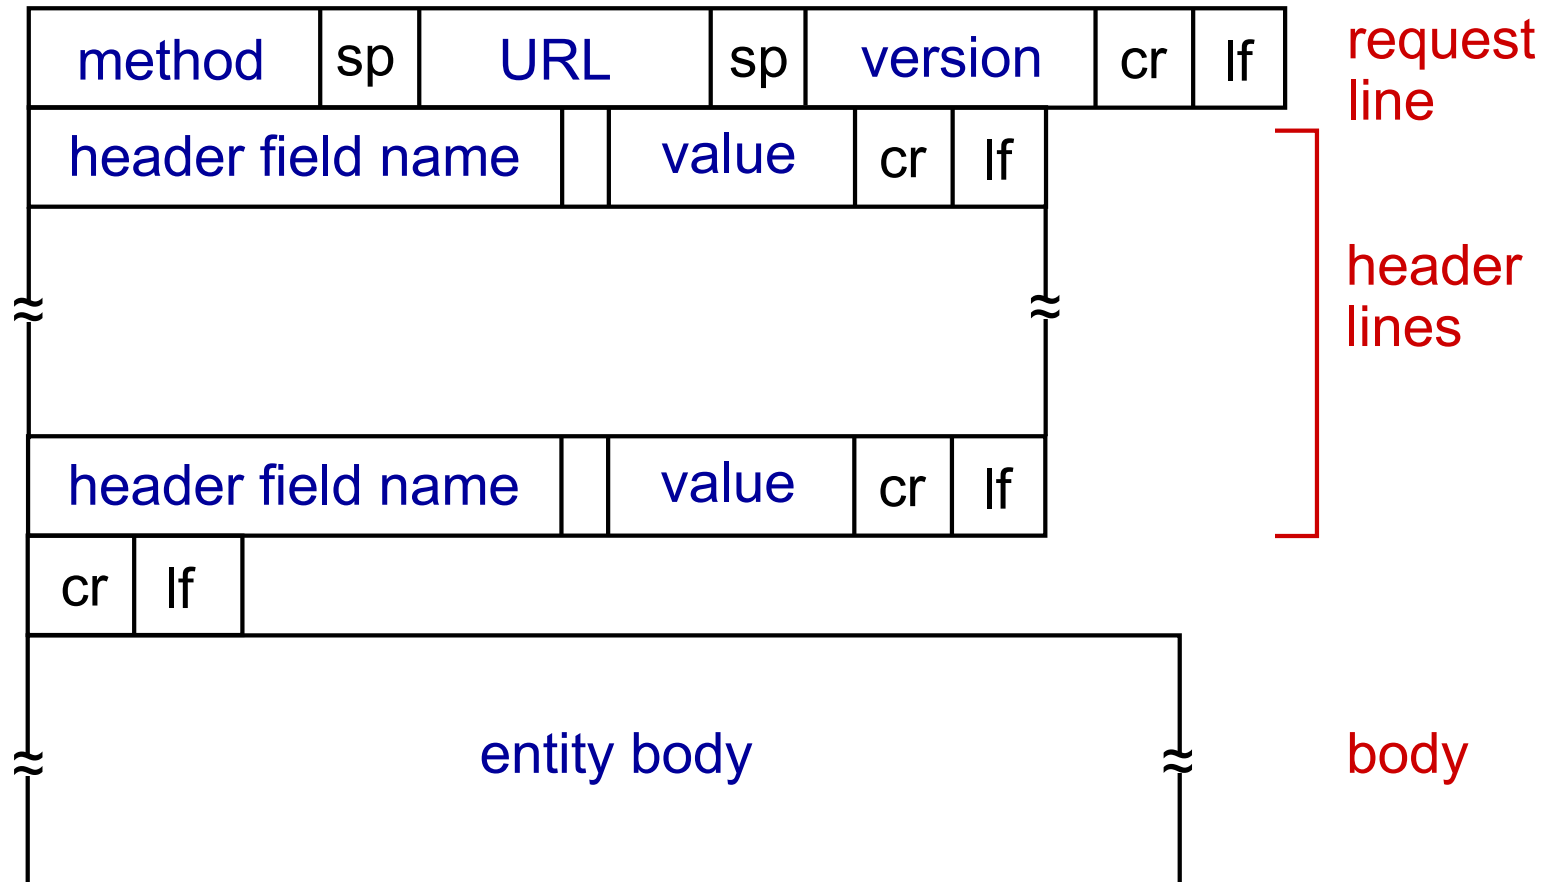 method sp URL sp version cr lf
request
line
header field name value cr lf
header
lines
header field name value cr lf
cr lf
entity body
body